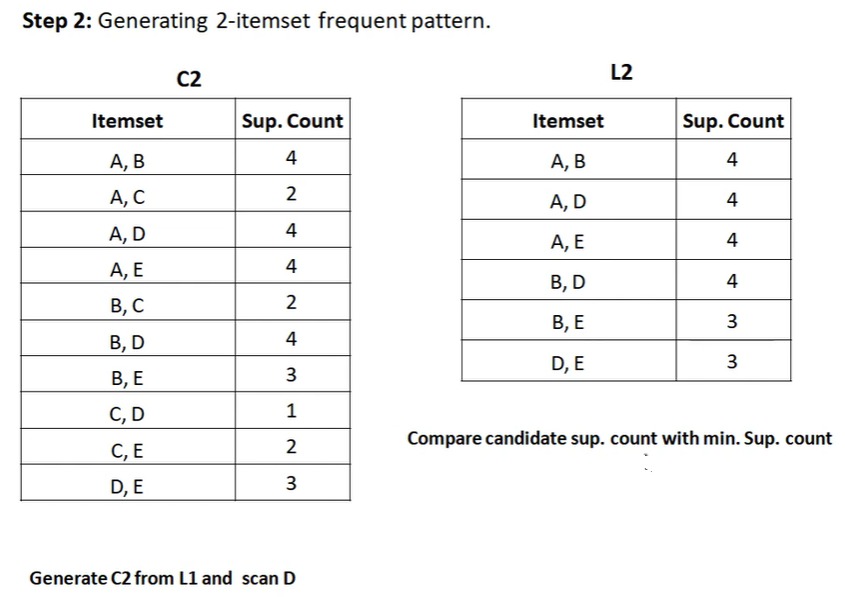 Step 2: Generating 2-itemset frequent pattern.
C2
Itemset Sup. Count
A, B 4
A, C 2
A, D 4
A, E 4
B, C 2
B, D 4
B, E 3
C, D 1
C, E 2
D, E 3
Generate C2 from L1 and scan D
L2
Itemset Sup. Count
A, B 4
A, D 4
A, E 4
B, D 4
B, E 3
D, E 3
Compare candidate sup. count with min. Sup. count